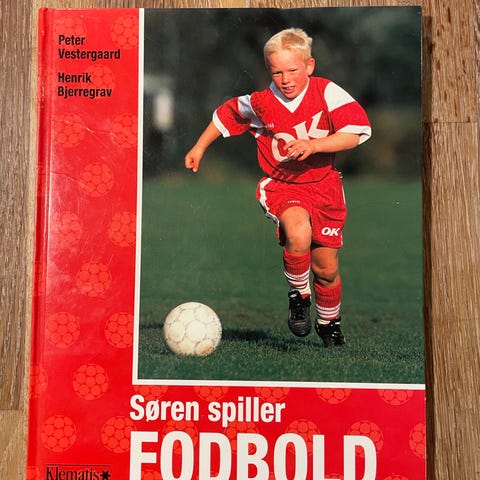 Peter
Vestergaard
Henrik
Bjerregrav
OK
OK
Søren spiller
FODBOLD
Klematis